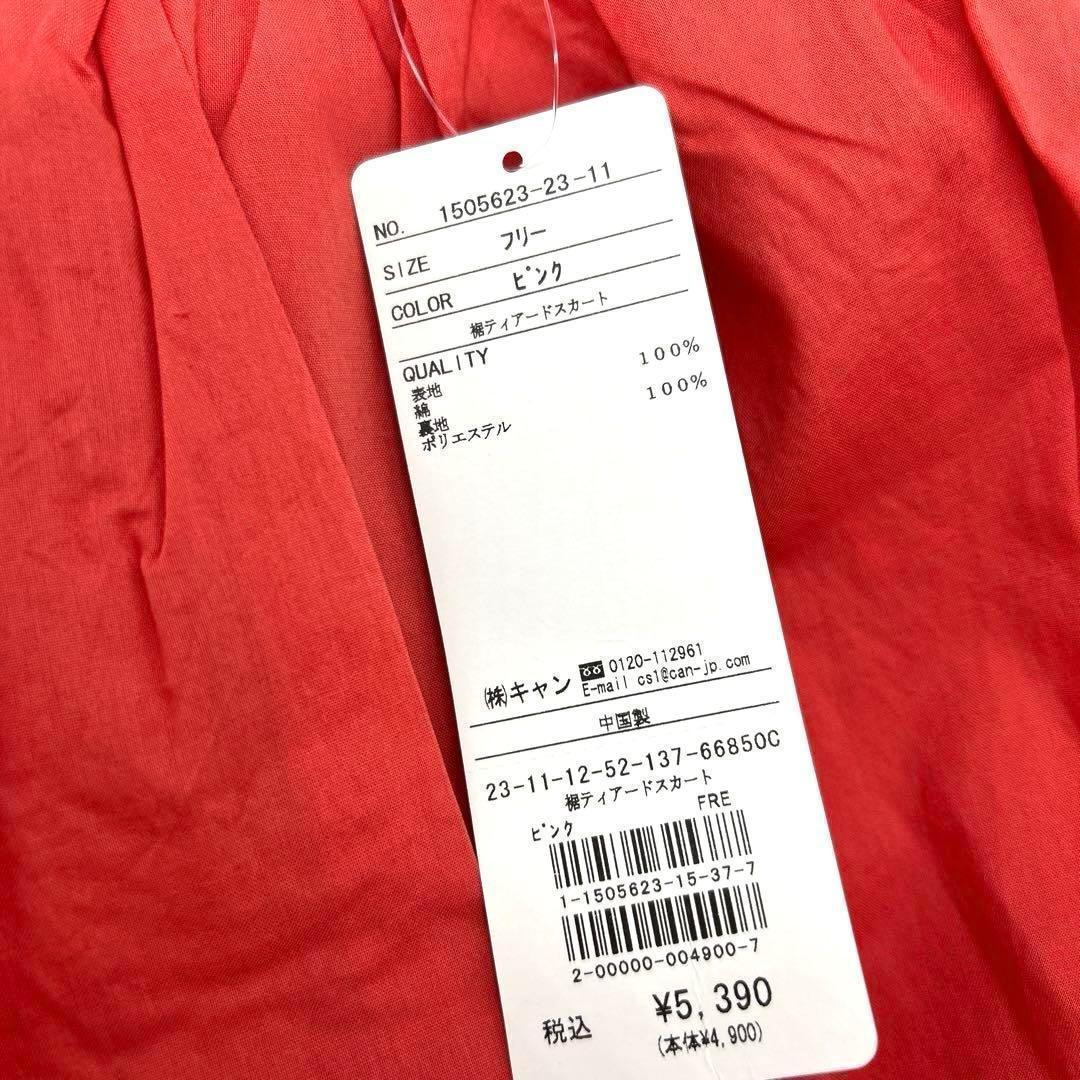 NO. 1505623-23-11
SIZE フリー
COLOR ピンク
裾ティアードスカート
QUALITY
表地 100%
綿
裏地 100%
ポリエステル
㈱キャン 0120-112961
E-mail cs1@can-jp.com
中国製
23-11-12-52-137-66850C
裾ティアードスカート
ピンク FRE
1-1505623-15-37-7
2-00000-004900-7
税込 ¥5,390
(本体¥4,900)